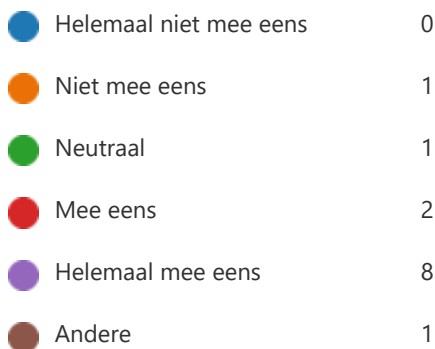 Helemaal niet mee eens 0
Niet mee eens 1
Neutraal 1
Mee eens 2
Helemaal mee eens 8
Andere 1